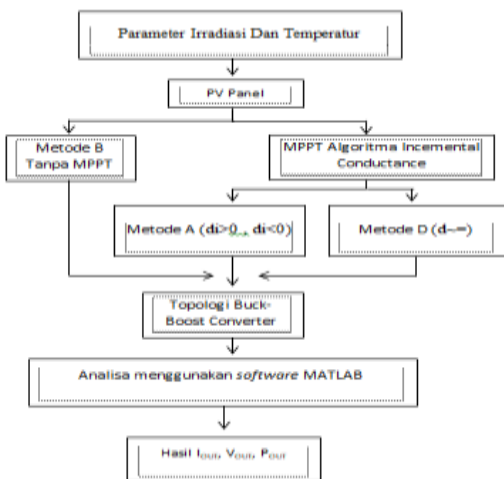 Parameter Irradiasi Dan Temperatur
PV Panel
Metode B
Tanpa MPPT
MPPT Algoritma Incemental
Conductance
Metode A (di>0, di<0)
Metode D (d~∞)
Topologi Buck-
Boost Converter
Analisa menggunakan software MATLAB
Hasil Iout, Vout, Pout